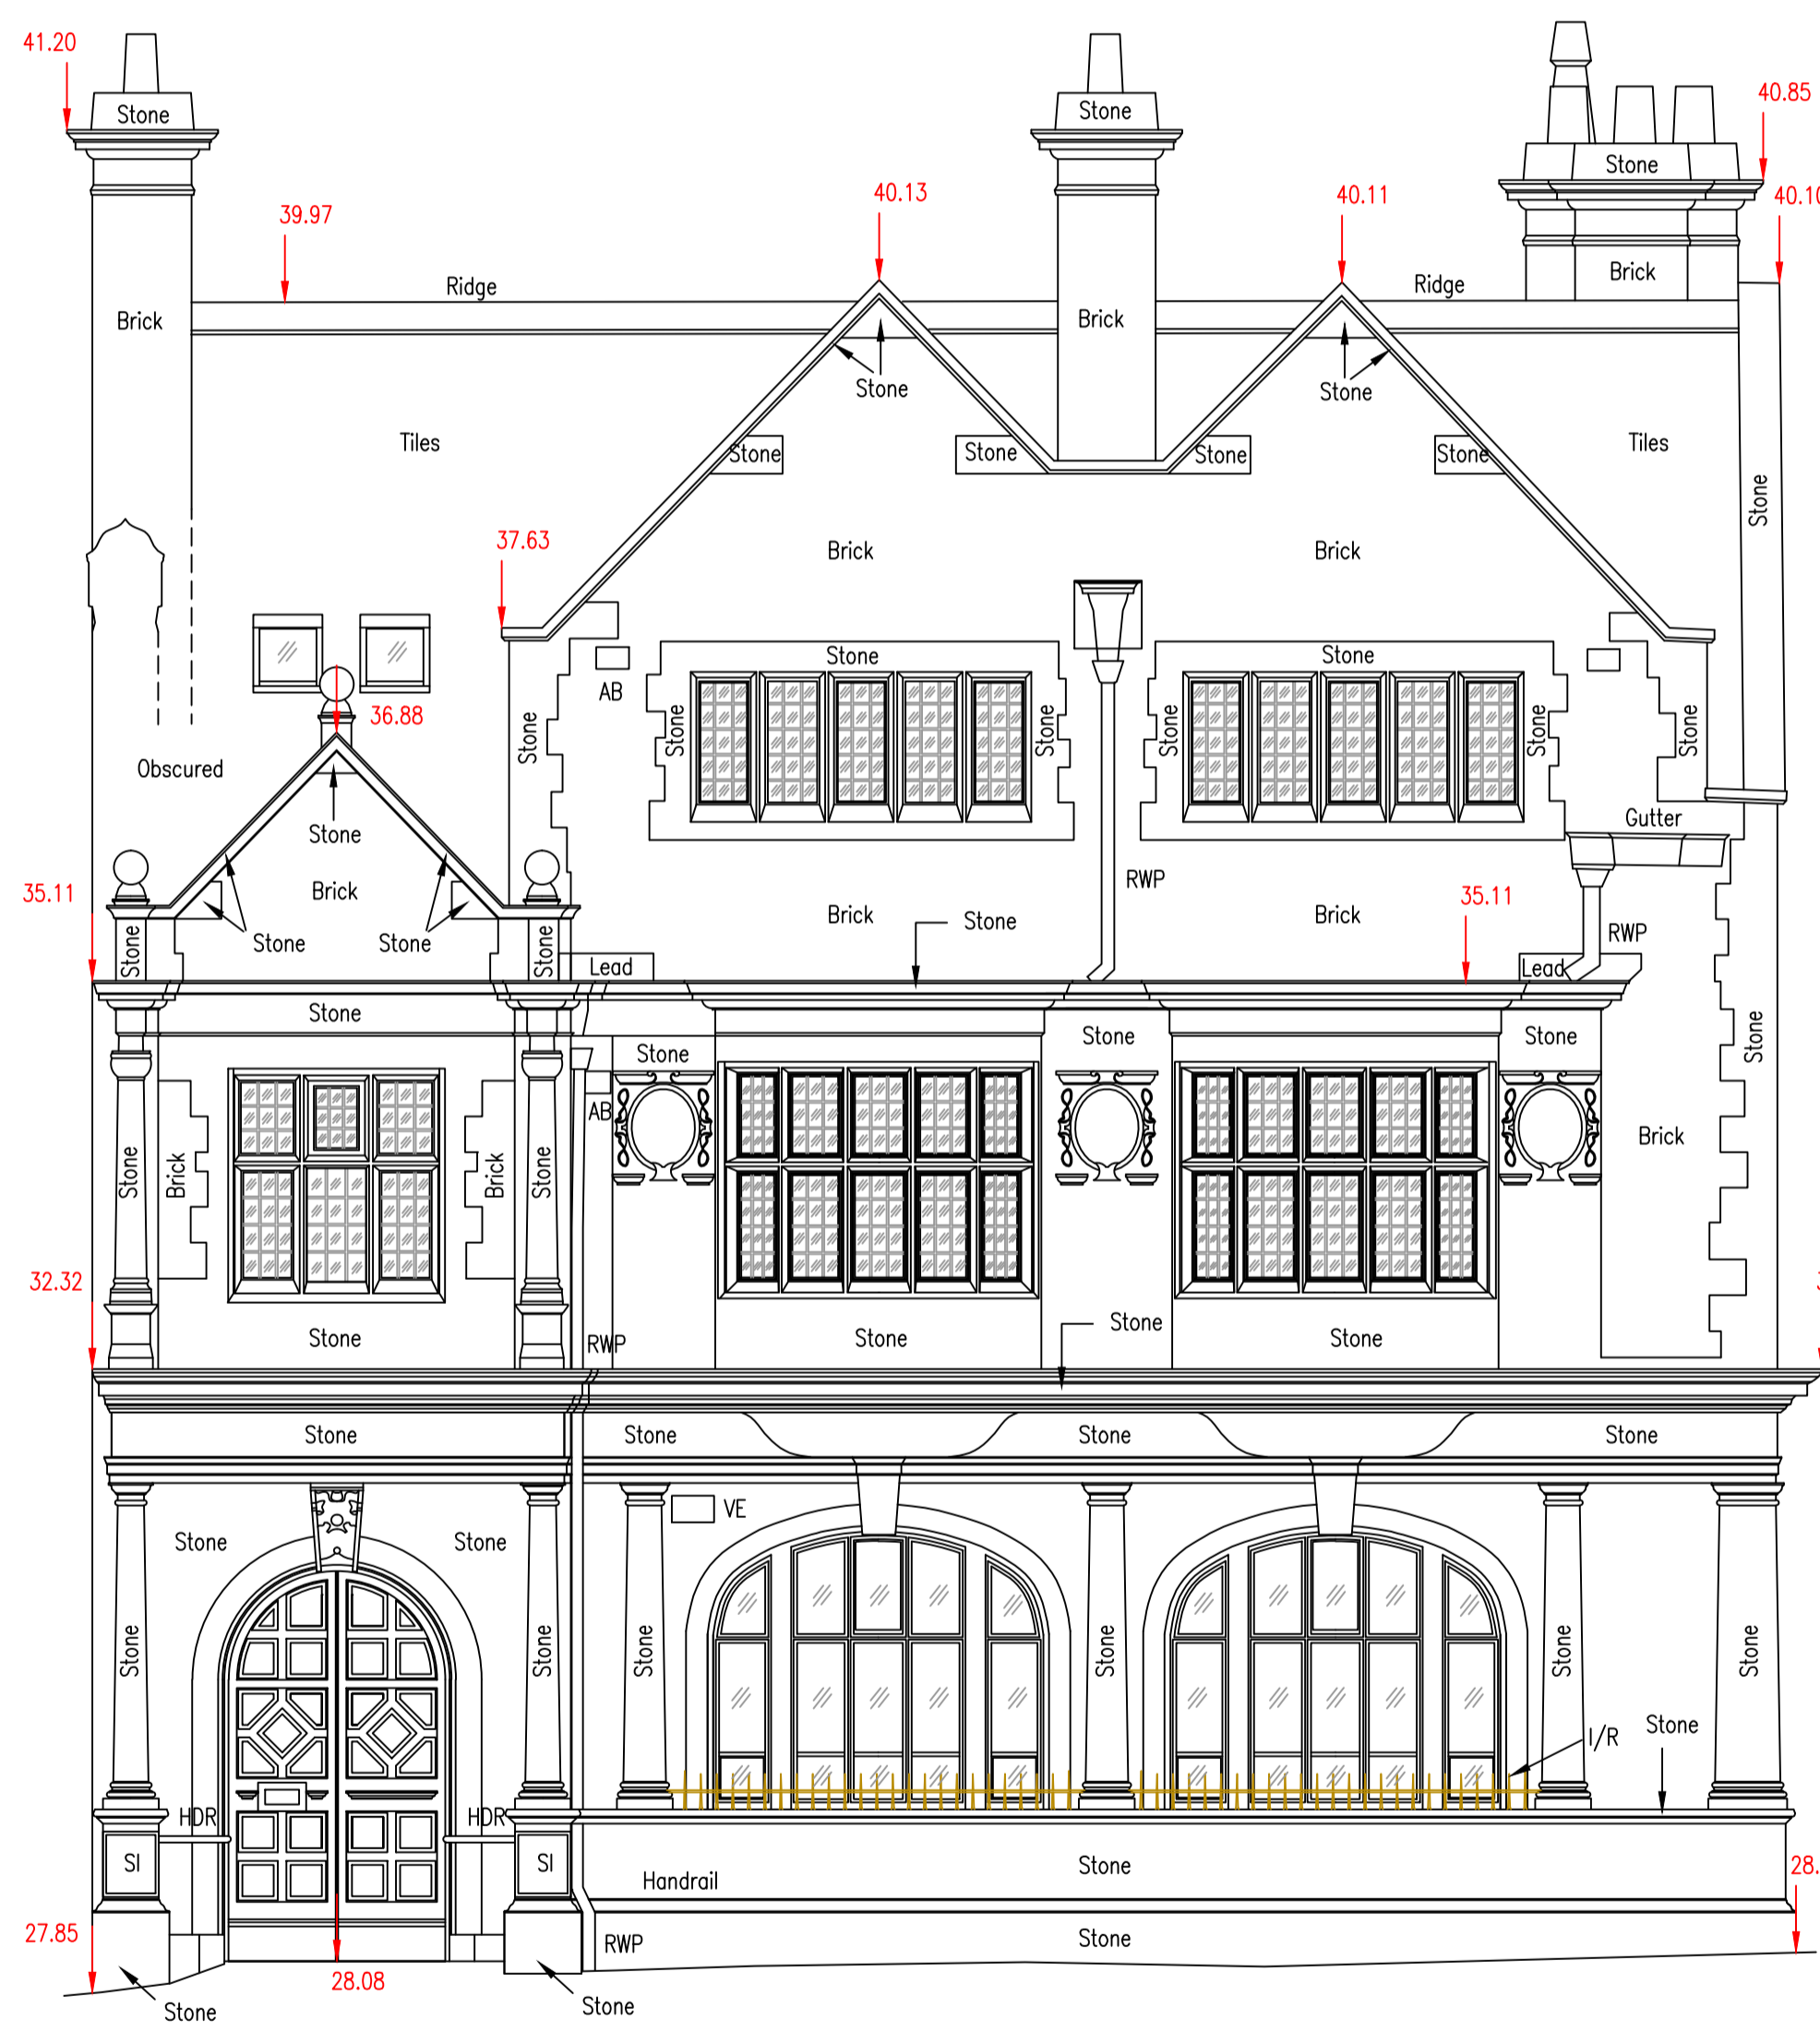 41.20
Stone
Stone
40.85
Stone
40.13
40.11
40.10
39.97
Brick
Ridge
Ridge
Brick
Brick
Stone
Stone
Tiles
Tiles
Stone
Stone
Stone
Stone
Stone
37.63
Brick
Brick
Stone
Stone
AB
36.88
Stone
Stone
Stone
Stone
Stone
Stone
Obscured
Gutter
Stone
35.11
Brick
RWP
35.11
Brick
Stone
Brick
RWP
Stone
Stone
Stone
Stone
Lead
Lead
Stone
Stone
Stone
Stone
Stone
AB
Brick
Stone
Brick
Brick
Stone
32.32
Stone
RWP
Stone
Stone
Stone
Stone
Stone
Stone
Stone
VE
Stone
Stone
Stone
Stone
Stone
Stone
Stone
Stone
Stone
I/R
HDR
HDR
SI
SI
Stone
Handrail
27.85
RWP
Stone
28.08
Stone
Stone